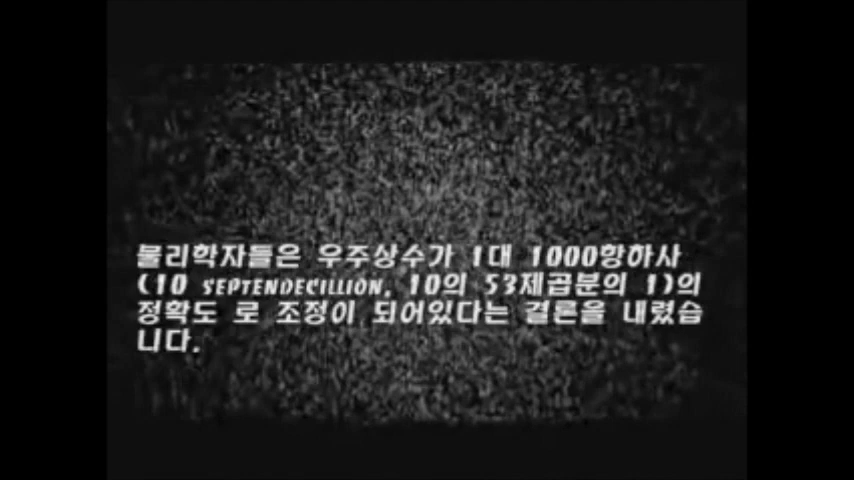 물리학자들은 우주상수가 1대 1000항하사
(10 SEPTENDECILLION, 10의 53제곱분의 1)의
정확도 로 조정이 되어있다는 결론을 내렸습
니다.